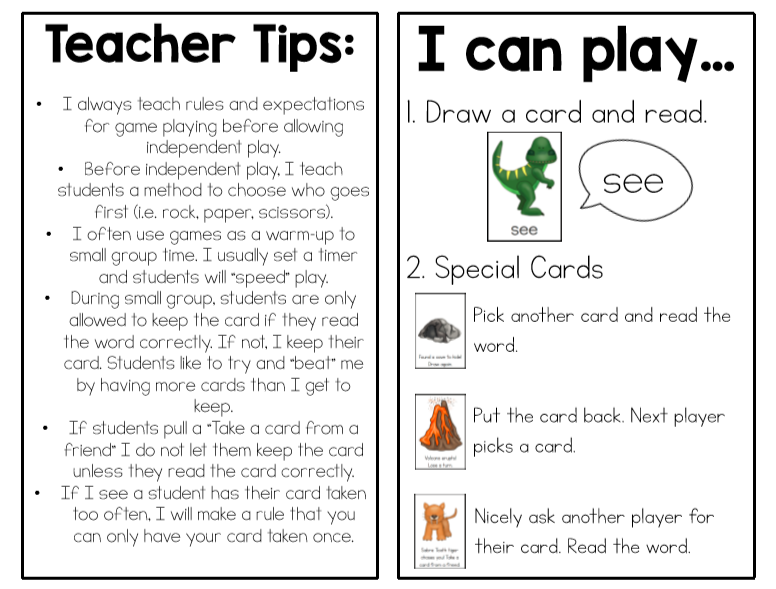 Teacher Tips:
• I always teach rules and expectations
for game playing before allowing
independent play.
• Before independent play, I teach
students a method to choose who goes
first (i.e. rock, paper, scissors).
• I often use games as a warm-up to
small group time. I usually set a timer
and students will "speed" play.
• During small group, students are only
allowed to keep the card if they read
the word correctly. If not, I keep their
card. Students like to try and "beat" me
by having more cards than I get to
keep.
• If students pull a "Take a card from a
friend" I do not let them keep the card
unless they read the card correctly.
• If I see a student has their card taken
too often, I will make a rule that you
can only have your card taken once.
I can play...
1. Draw a card and read.
see
see
2. Special Cards
Pick another card and read the
word.
Found a cave to hide!
Draw again.
Put the card back. Next player
picks a card.
Volcano erupts!
Lose a turn.
Nicely ask another player for
their card. Read the word.
Sabre Tooth tiger
chases you! Take a
card from a friend.